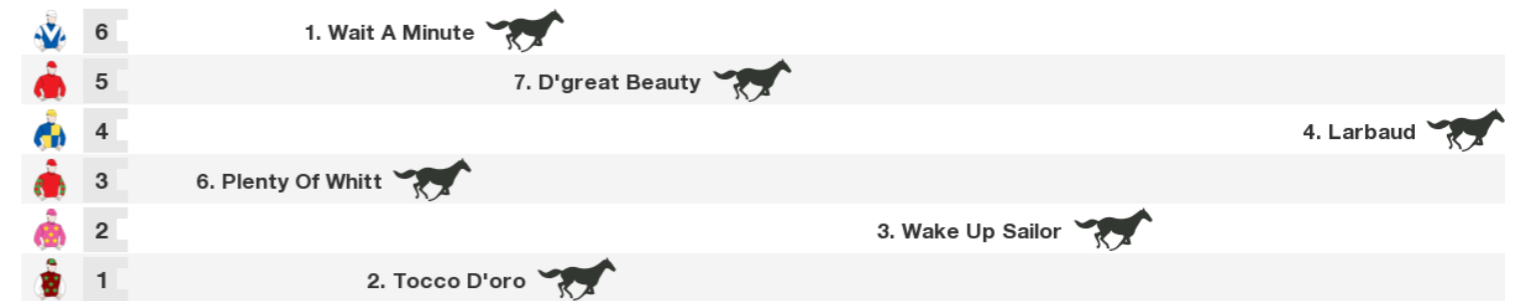 6 1. Wait A Minute
5 7. D'great Beauty
4 4. Larbaud
3 6. Plenty Of Whitt
2 3. Wake Up Sailor
1 2. Tocco D'oro